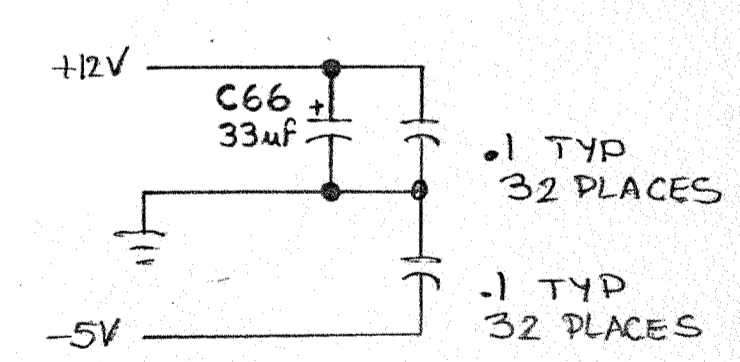 +12V
C66
+
33uf
.1 TYP
32 PLACES
.1 TYP
32 PLACES
-5V